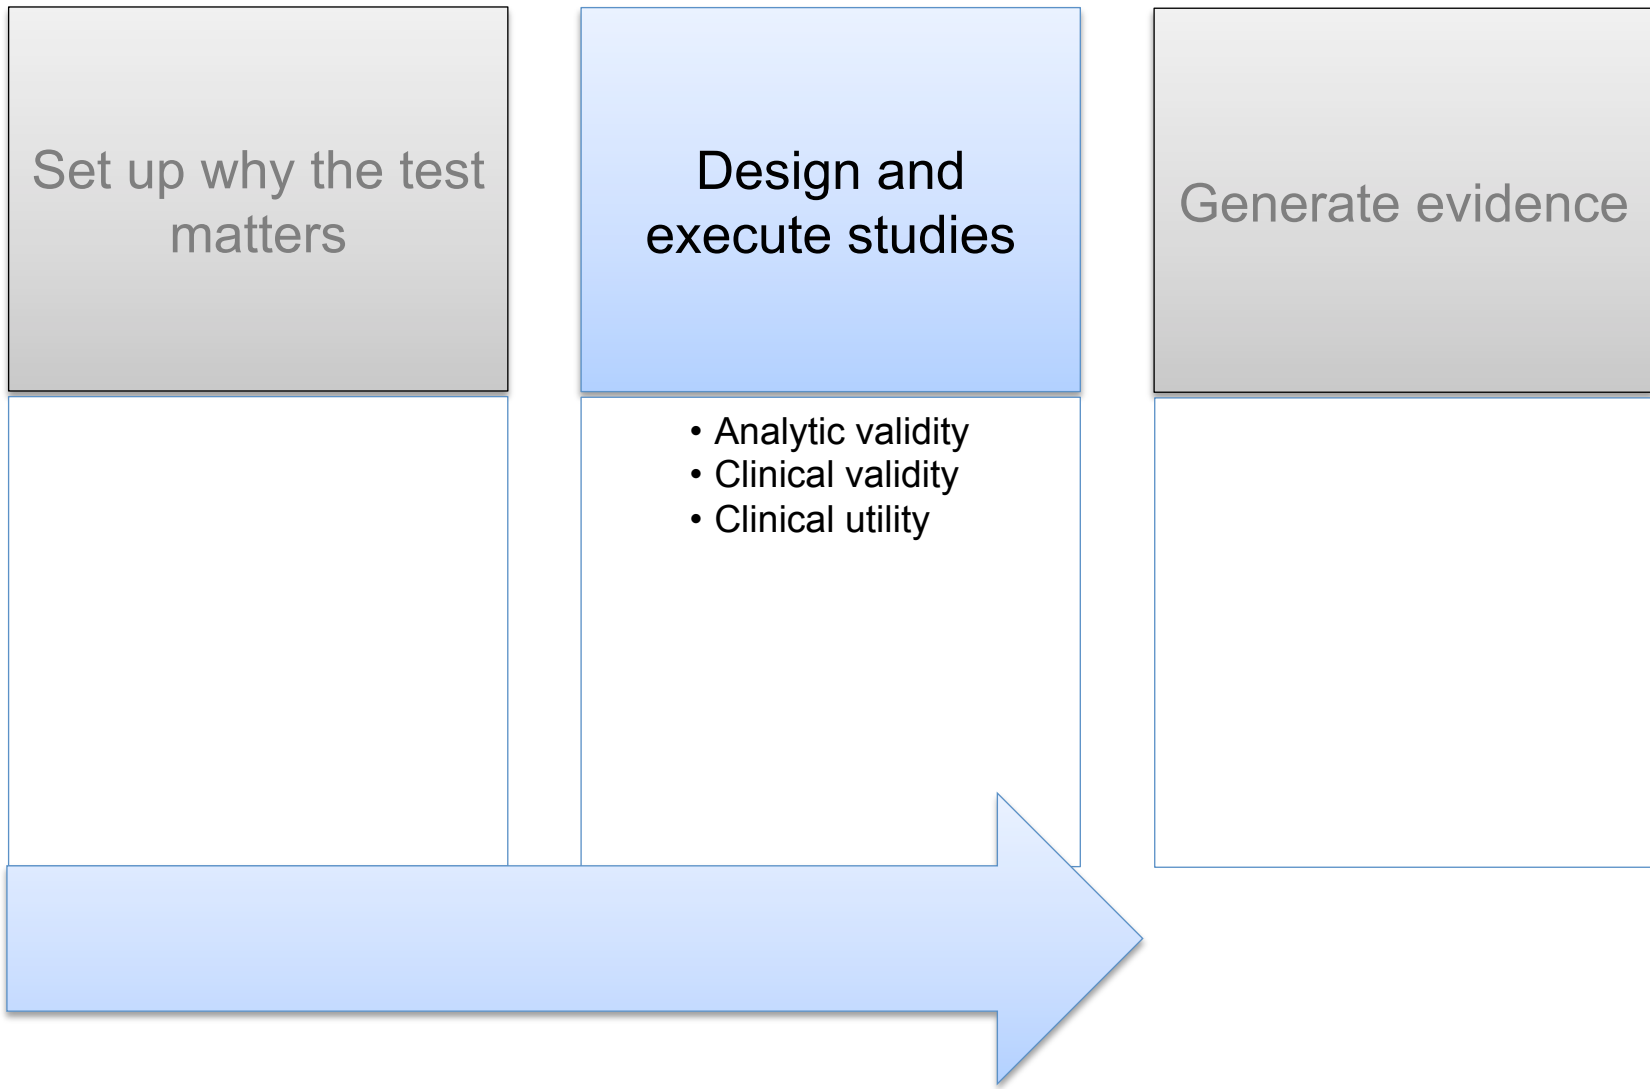 Set up why the test
matters
Design and
execute studies
• Analytic validity
• Clinical validity
• Clinical utility
Generate evidence